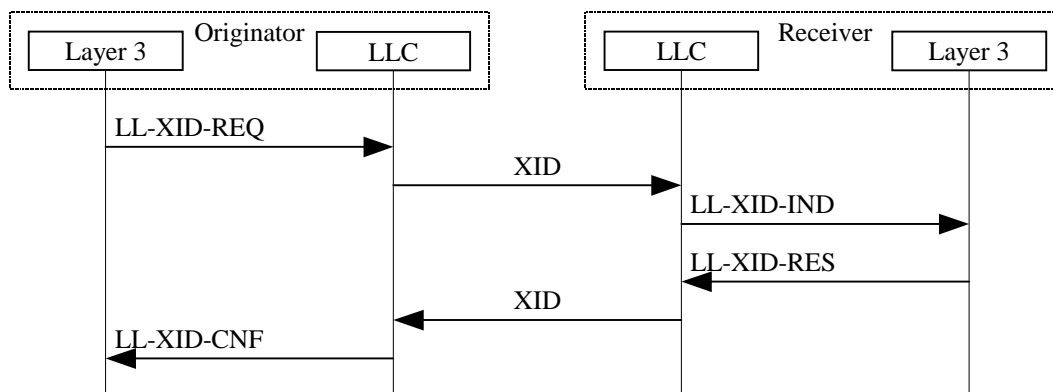 Originator
Receiver
Layer 3
LLC
LLC
Layer 3
LL-XID-REQ
XID
LL-XID-IND
LL-XID-RES
XID
LL-XID-CNF